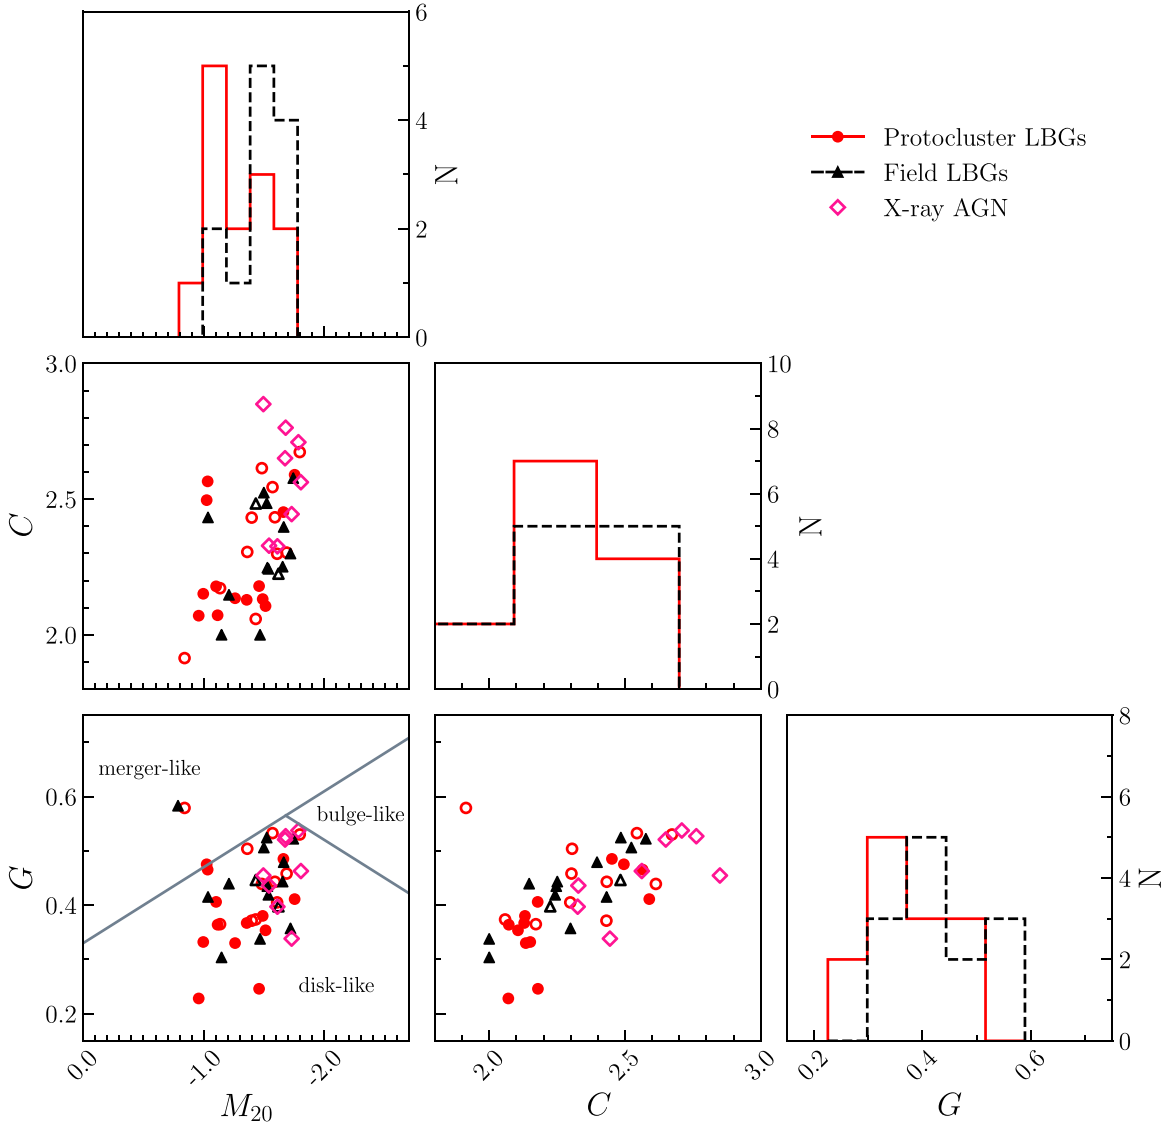 6
4
2
0
N
Protocluster LBGs
Field LBGs
X-ray AGN
3.0
2.5
2.0
C
10
8
6
4
2
0
N
merger-like
bulge-like
disk-like
0.6
0.4
0.2
G
8
6
4
2
0
N
0.0
-1.0
-2.0
M20
2.0
2.5
3.0
C
0.2
0.4
0.6
G